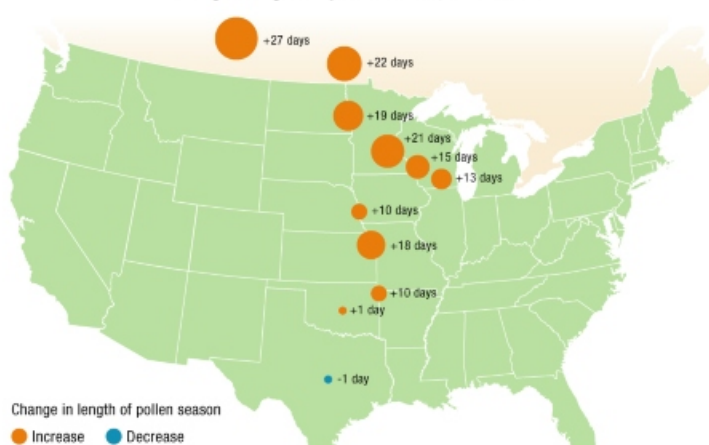 +27 days
+22 days
+19 days
+21 days
+15 days
+13 days
+10 days
+18 days
+10 days
+1 day
-1 day
Change in length of pollen season
Increase Decrease